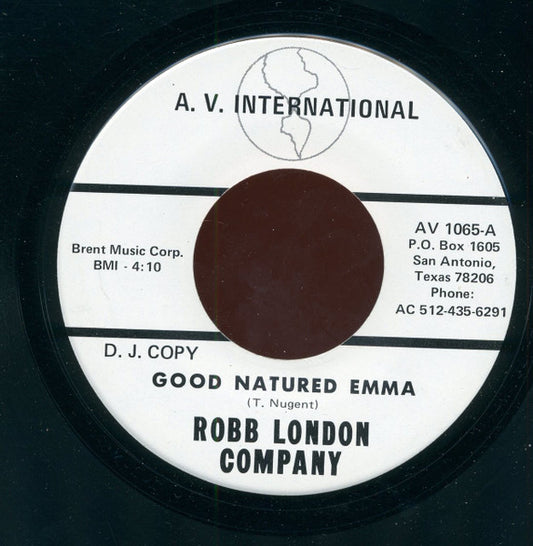 A. V. INTERNATIONAL
Brent Music Corp.
BMI - 4:10
AV 1065-A
P.O. Box 1605
San Antonio,
Texas 78206
Phone:
AC 512-435-6291
D. J. COPY
GOOD NATURED EMMA
(T. Nugent)
ROBB LONDON
COMPANY